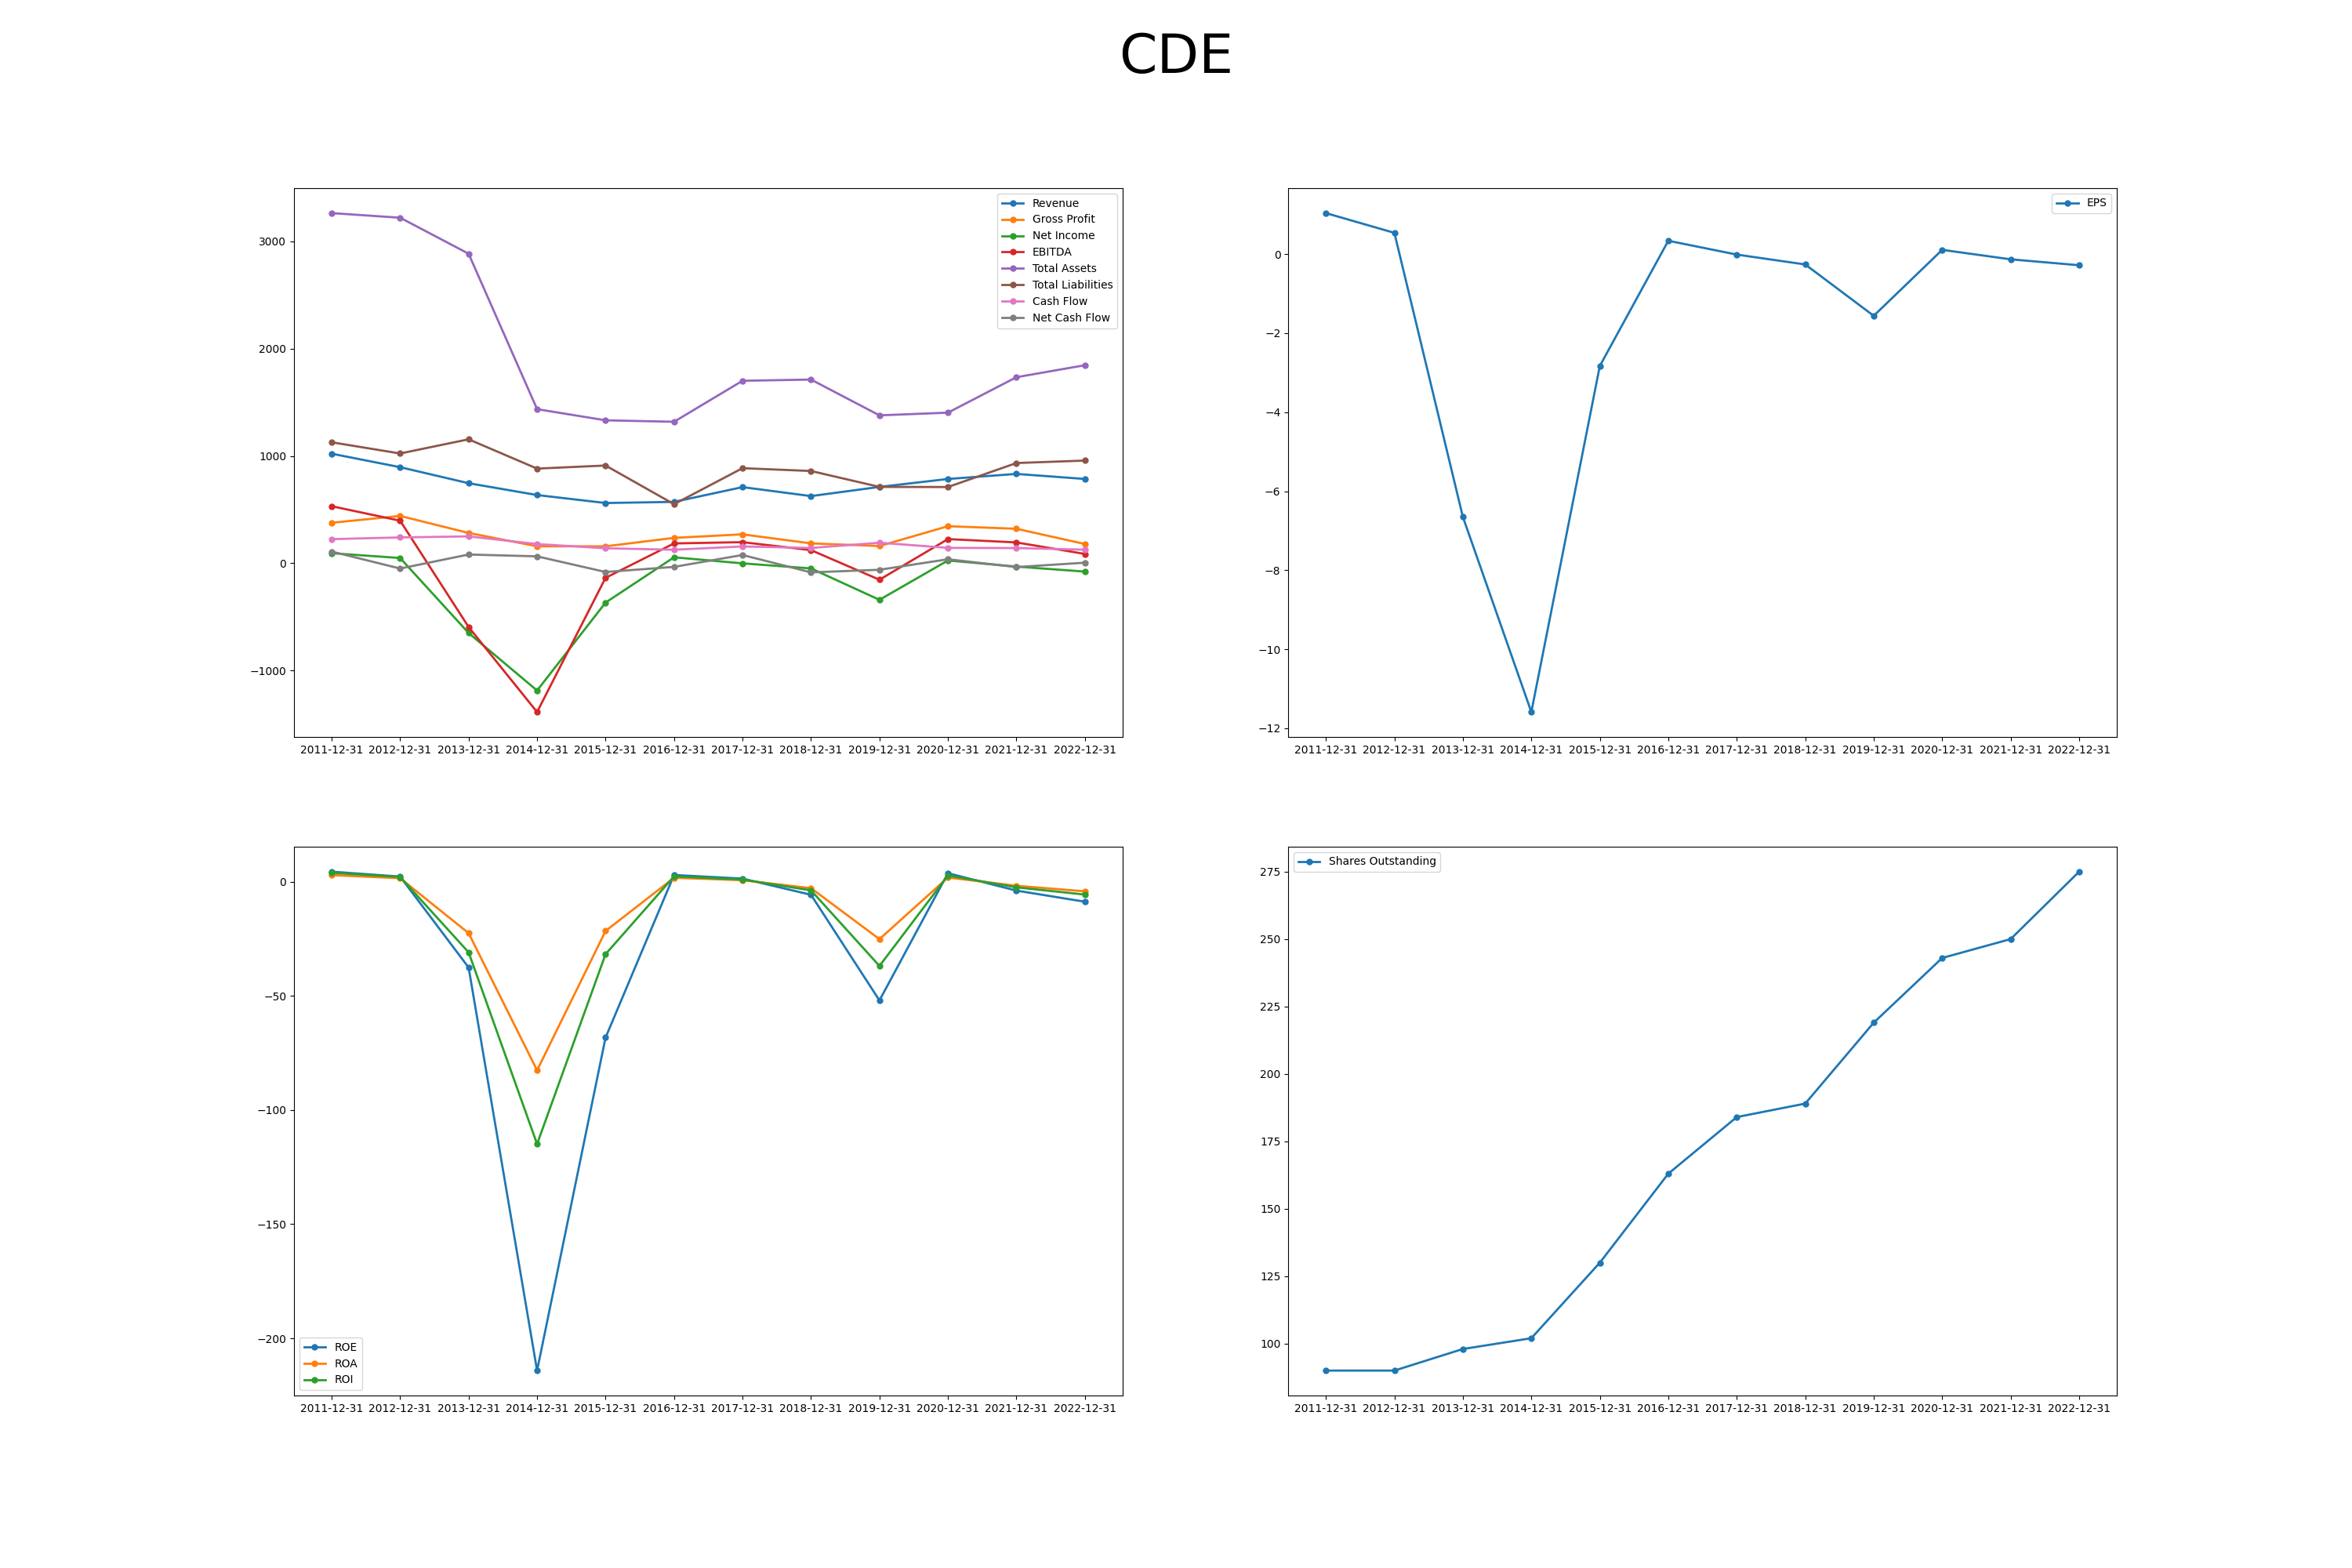 CDE
3000
2000
1000
0
−1000
Revenue
Gross Profit
Net Income
EBITDA
Total Assets
Total Liabilities
Cash Flow
Net Cash Flow
2011-12-31 2012-12-31 2013-12-31 2014-12-31 2015-12-31 2016-12-31 2017-12-31 2018-12-31 2019-12-31 2020-12-31 2021-12-31 2022-12-31
EPS
0
−2
−4
−6
−8
−10
−12
2011-12-31 2012-12-31 2013-12-31 2014-12-31 2015-12-31 2016-12-31 2017-12-31 2018-12-31 2019-12-31 2020-12-31 2021-12-31 2022-12-31
0
−50
−100
−150
−200
ROE
ROA
ROI
2011-12-31 2012-12-31 2013-12-31 2014-12-31 2015-12-31 2016-12-31 2017-12-31 2018-12-31 2019-12-31 2020-12-31 2021-12-31 2022-12-31
Shares Outstanding
275
250
225
200
175
150
125
100
2011-12-31 2012-12-31 2013-12-31 2014-12-31 2015-12-31 2016-12-31 2017-12-31 2018-12-31 2019-12-31 2020-12-31 2021-12-31 2022-12-31